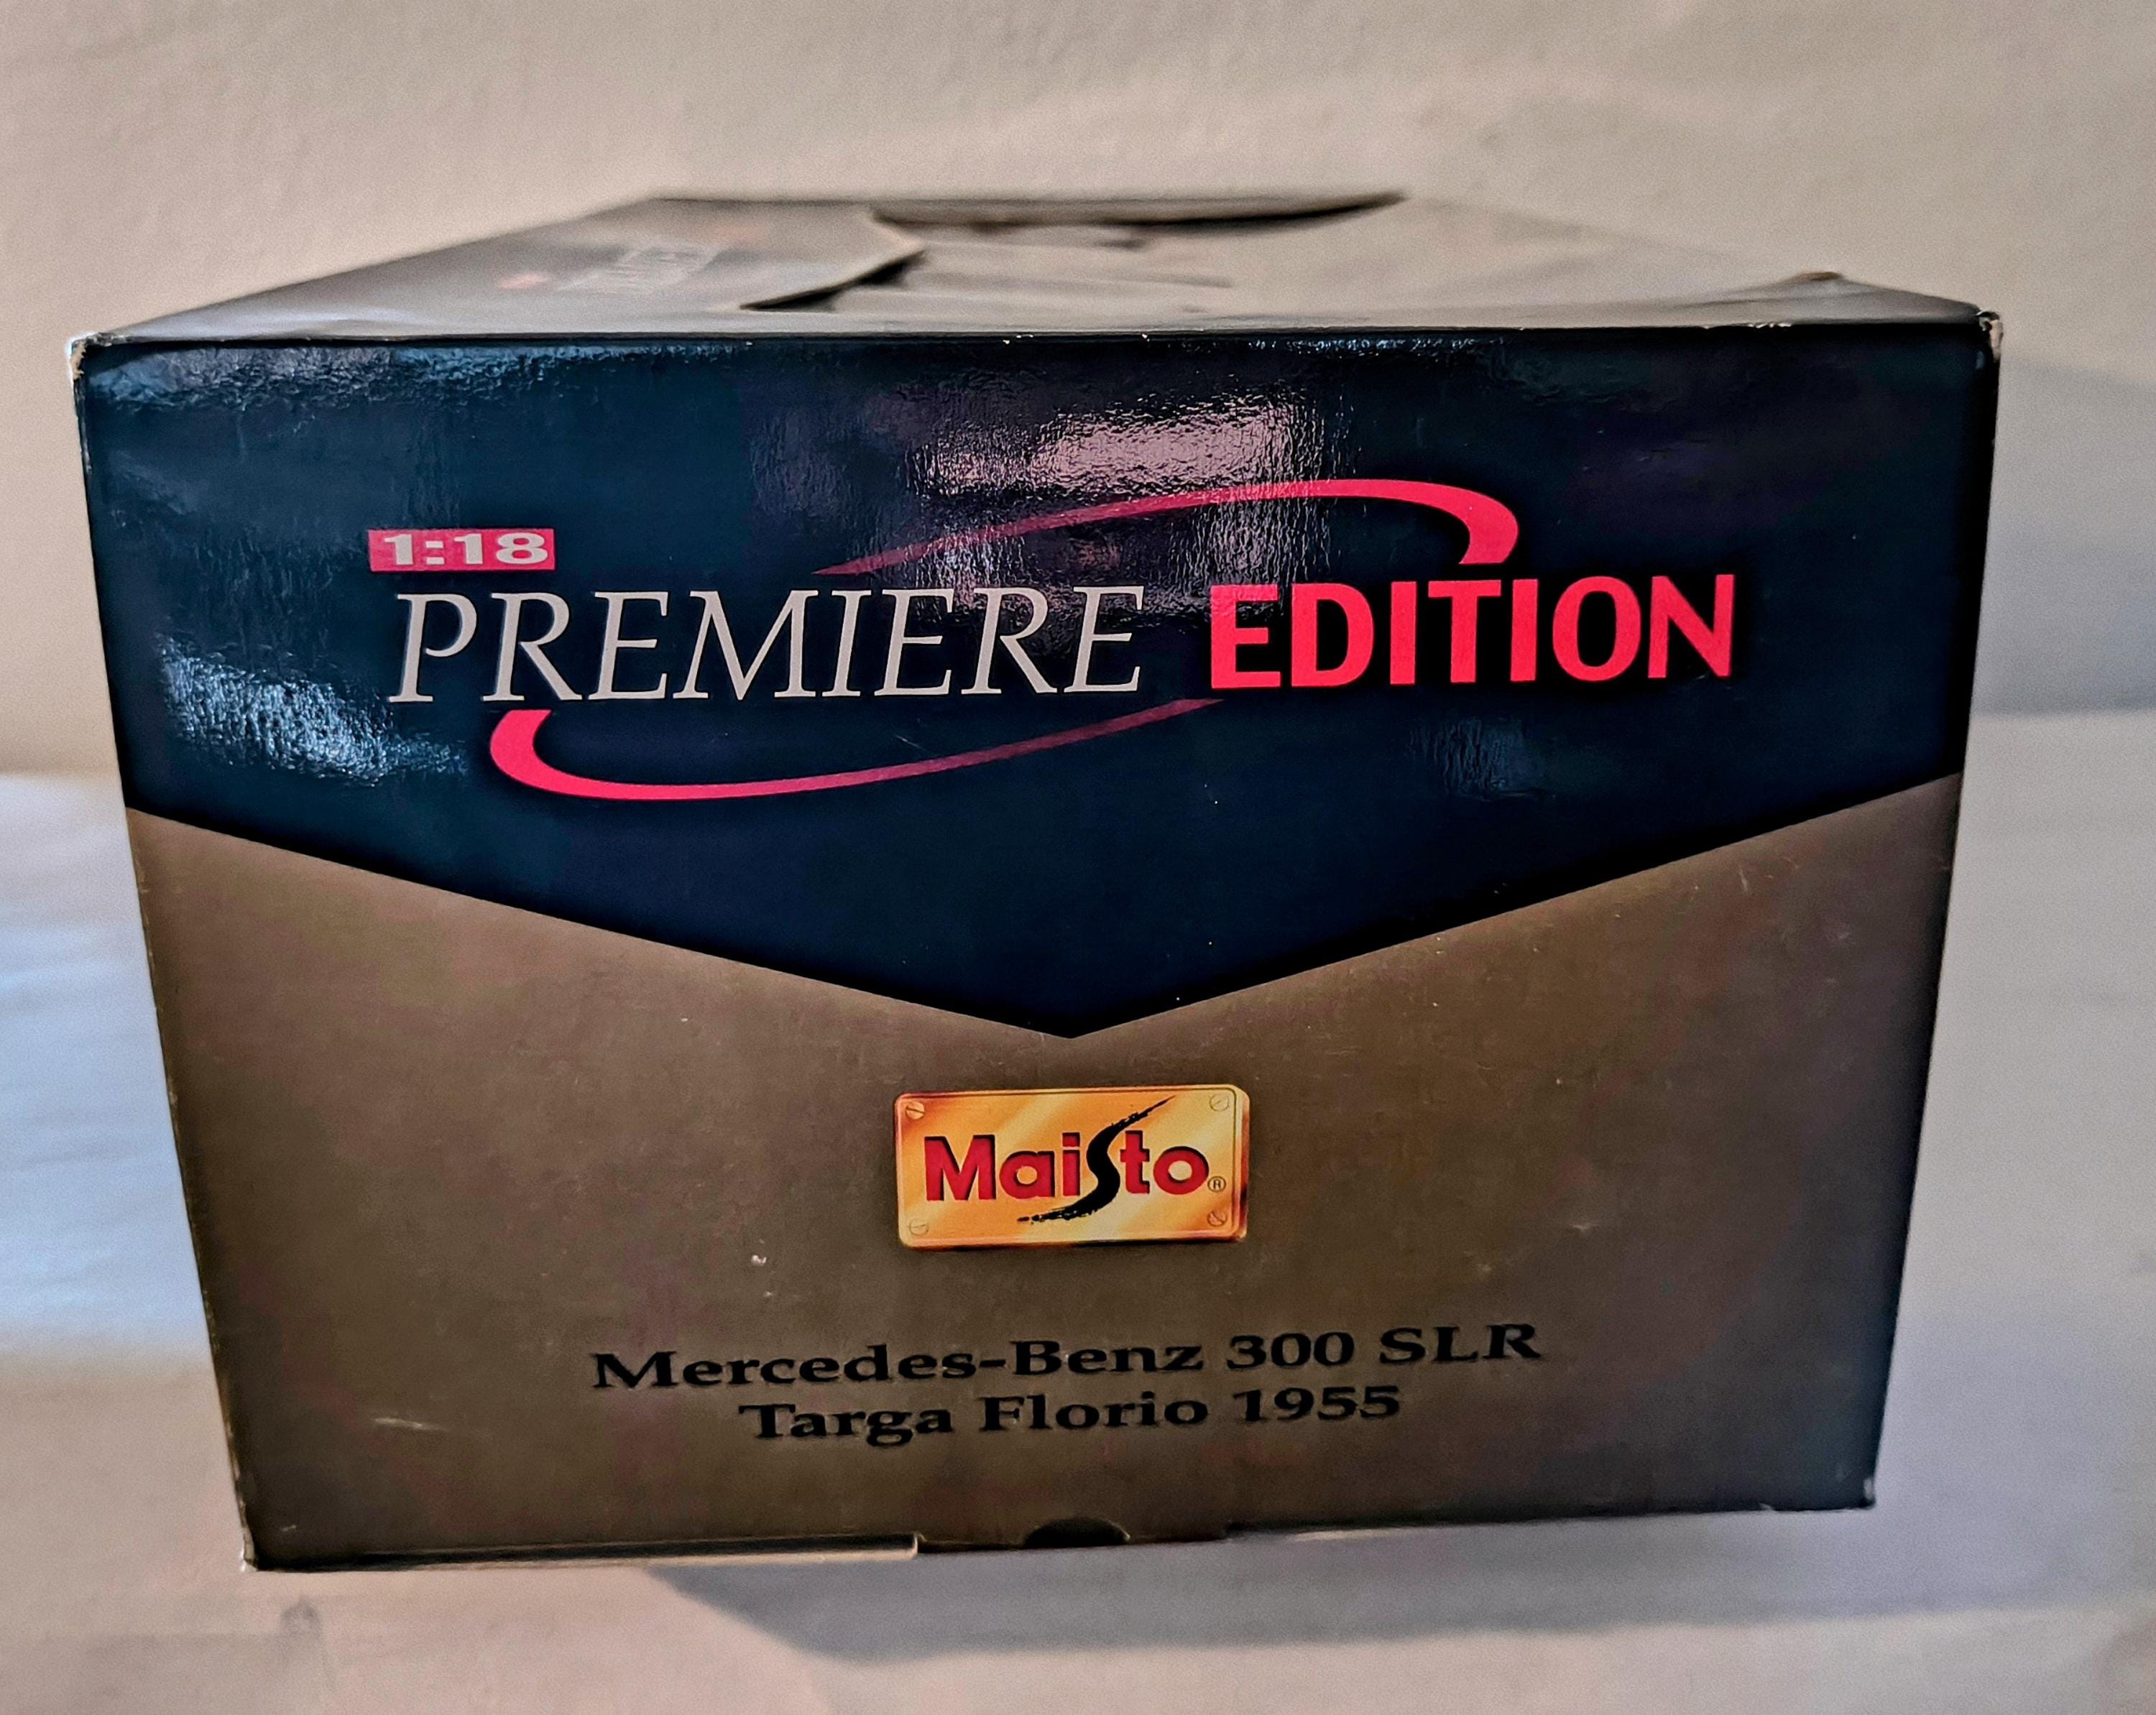 1:18
PREMIERE EDITION
Maisto®
Mercedes-Benz 300 SLR
Targa Florio 1955